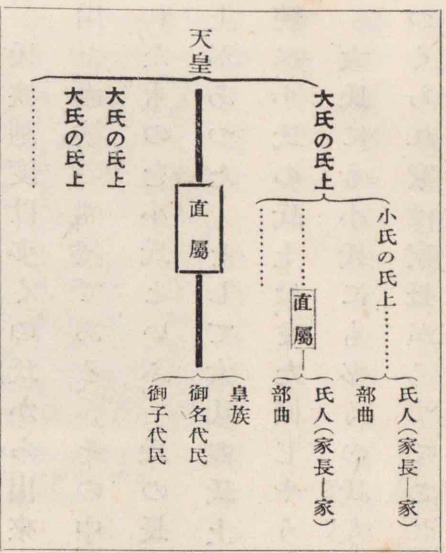 天皇
大氏の氏上
小氏の氏上
氏人(家長―家)
部曲
直屬
氏人(家長―家)
部曲
直屬
皇族
御名代民
御子代民
大氏の氏上
大氏の氏上